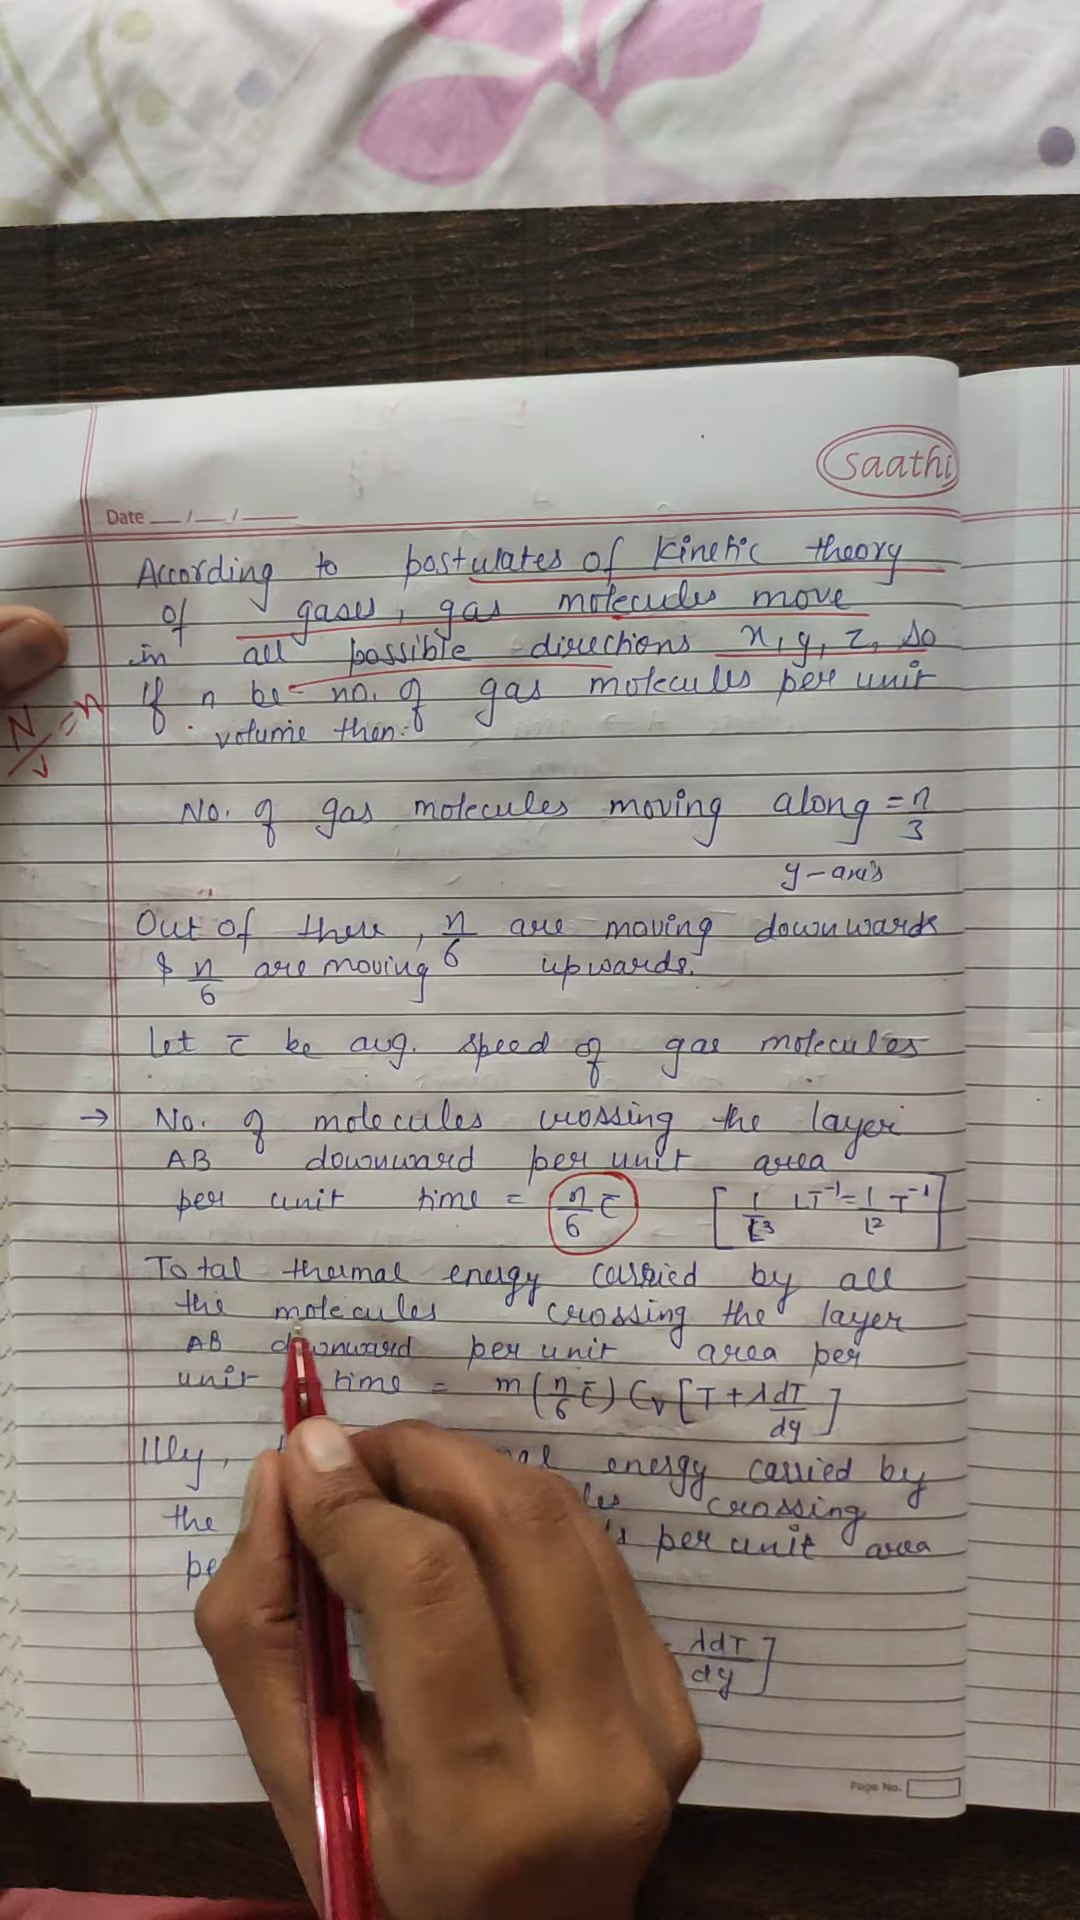 Saathi
Date __/__/____
According to postulates of kinetic theory
of gases, gas molecules move
in all possible directions x, y, z, so
If n be no. of gas molecules per unit
volume then.
N/V = n
No. of gas molecules moving along = n/3
y-axis
Out of these, n/6 are moving downwards
& n/6 are moving upwards.
Let c̄ be avg. speed of gas molecules
→ No. of molecules crossing the layer
AB downward per unit area
per unit time = n/6 c̄ [1/L³ LT⁻¹ = 1/L² T⁻¹]
Total thermal energy carried by all
the molecules crossing the layer
AB downward per unit area per
unit time = m(n/6 c̄) Cv [T + λdT/dy]
Illy, energy carried by
the crossing
per unit area
λdT/dy]
Page No.